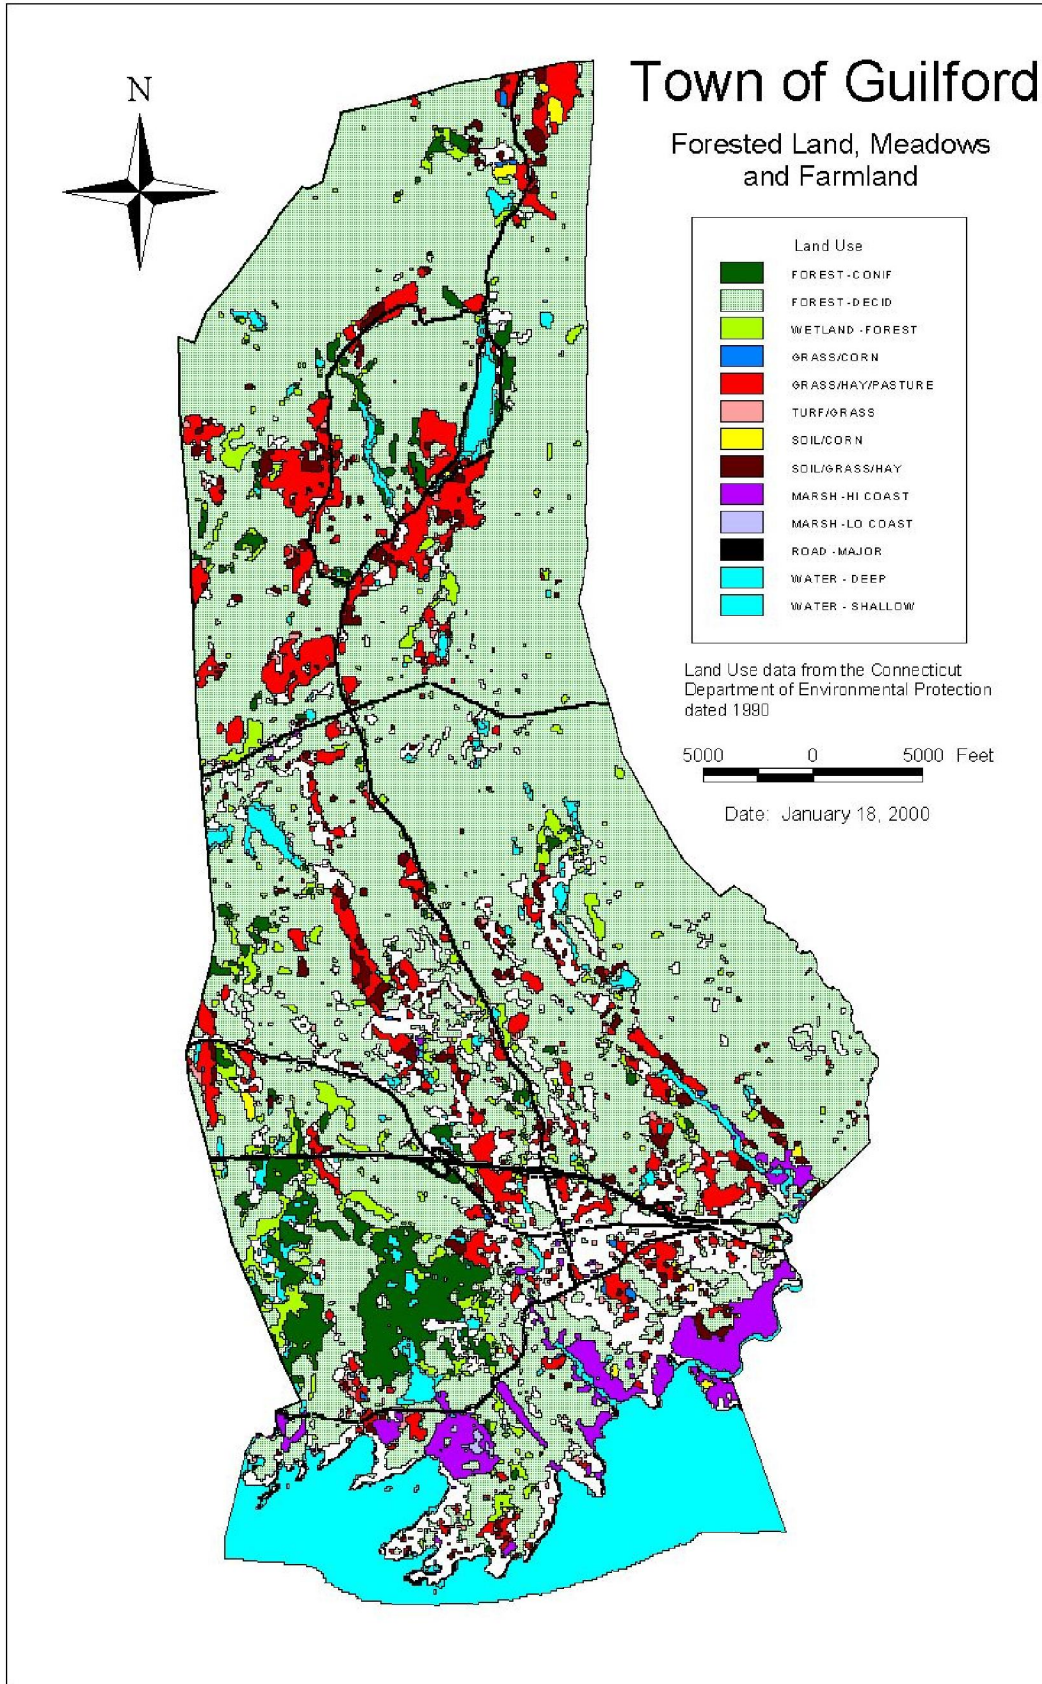 N
Town of Guilford
Forested Land, Meadows
and Farmland
Land Use
FOREST-CONIF
FOREST-DECID
WETLAND-FOREST
GRASS/CORN
GRASS/HAY/PASTURE
TURF/GRASS
SOIL/CORN
SOIL/GRASS/HAY
MARSH-HI COAST
MARSH-LO COAST
ROAD-MAJOR
WATER - DEEP
WATER - SHALLOW
Land Use data from the Connecticut
Department of Environmental Protection
dated 1990
5000 0 5000 Feet
Date: January 18, 2000